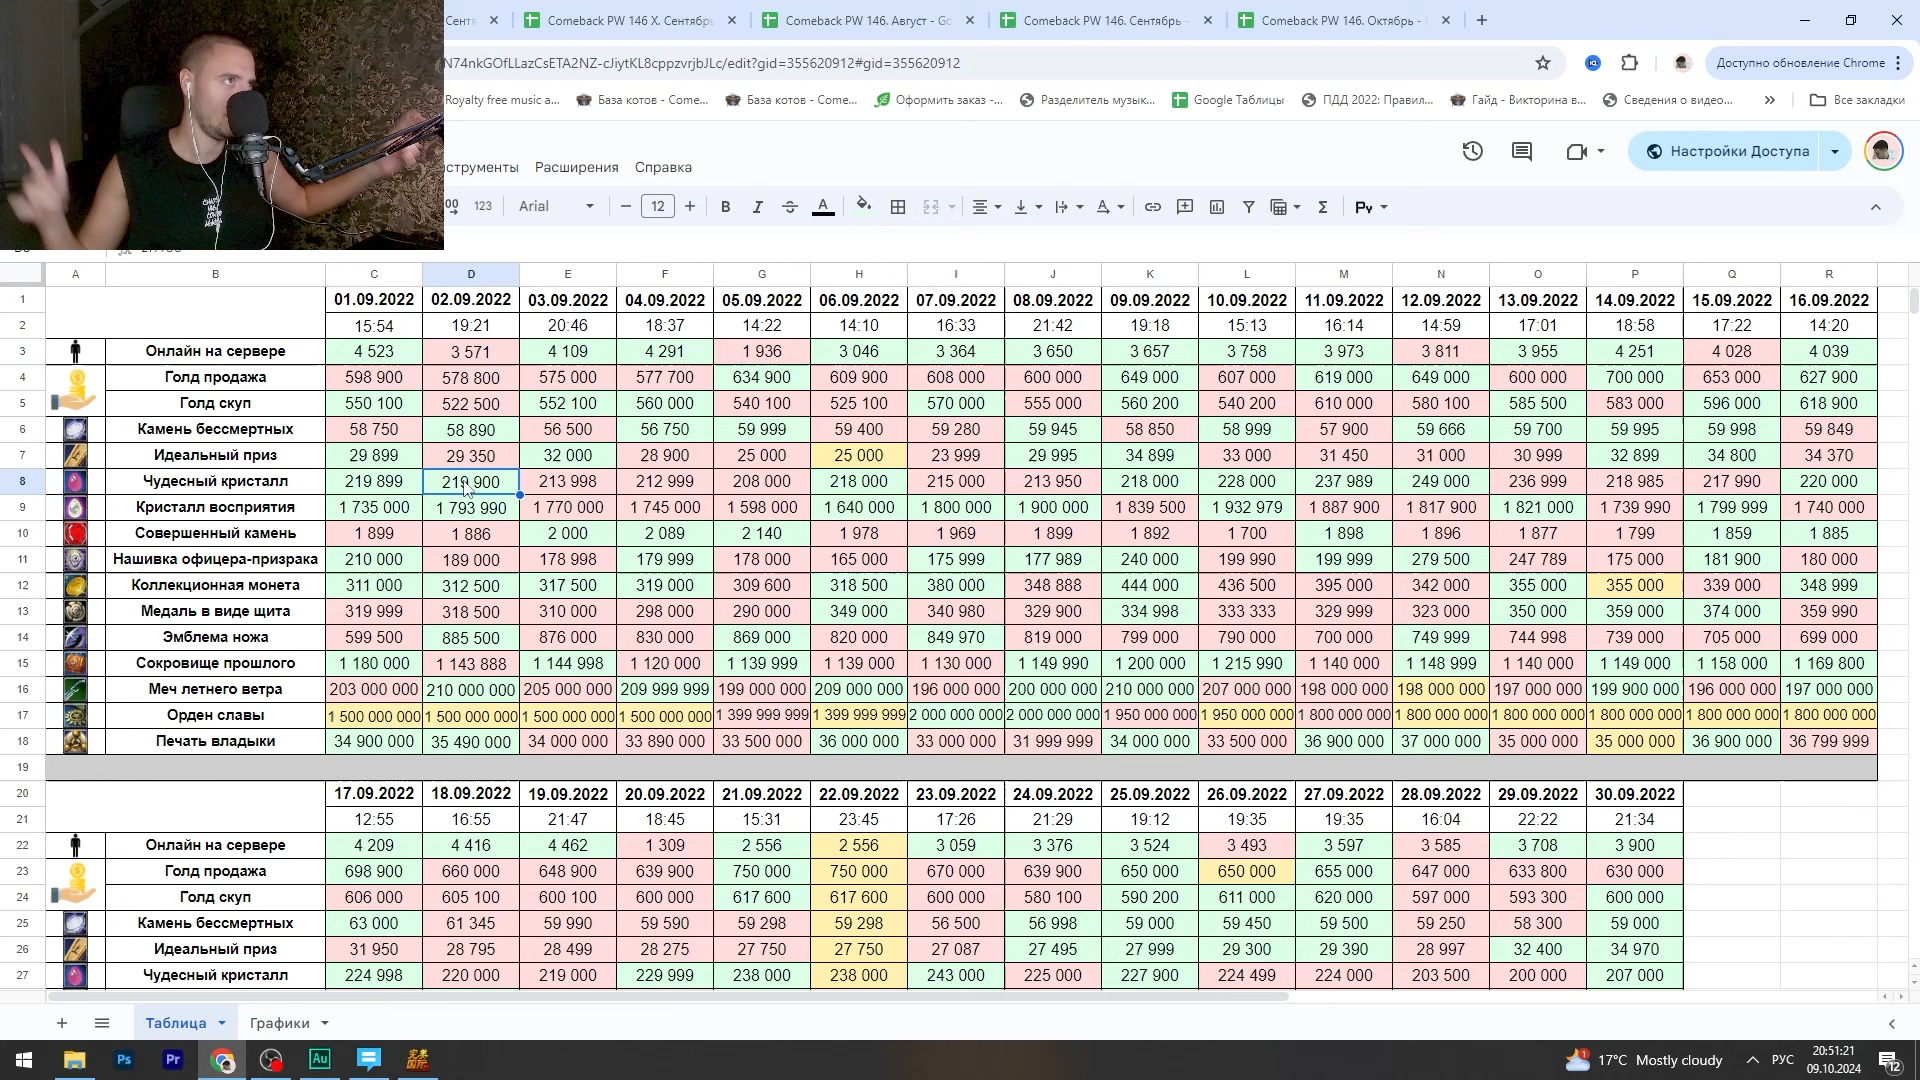 Сентя
Comeback PW 146 X. Сентябрь
Comeback PW 146. Август - Go
Comeback PW 146. Сентябрь -
Comeback PW 146. Октябрь - G
N74nkGOfLLazCsETA2NZ-cJiytKL8cppzvrjbJLc/edit?gid=355620912#gid=355620912
Доступно обновление Chrome
Royalty free music a...
База котов - Come...
База котов - Come...
Оформить заказ -...
Разделитель музык...
Google Таблицы
ПДД 2022: Правил...
Гайд - Викторина в...
Сведения о видео...
Все закладки
струменты Расширения Справка
Настройки Доступа
123 Arial 12
A B C D E F G H I J K L M N O P Q R
1 01.09.2022 02.09.2022 03.09.2022 04.09.2022 05.09.2022 06.09.2022 07.09.2022 08.09.2022 09.09.2022 10.09.2022 11.09.2022 12.09.2022 13.09.2022 14.09.2022 15.09.2022 16.09.2022
2 15:54 19:21 20:46 18:37 14:22 14:10 16:33 21:42 19:18 15:13 16:14 14:59 17:01 18:58 17:22 14:20
3 Онлайн на сервере 4 523 3 571 4 109 4 291 1 936 3 046 3 364 3 650 3 657 3 758 3 973 3 811 3 955 4 251 4 028 4 039
4 Голд продажа 598 900 578 800 575 000 577 700 634 900 609 900 608 000 600 000 649 000 607 000 619 000 649 000 600 000 700 000 653 000 627 900
5 Голд скуп 550 100 522 500 552 100 560 000 540 100 525 100 570 000 555 000 560 200 540 200 610 000 580 100 585 500 583 000 596 000 618 900
6 Камень бессмертных 58 750 58 890 56 500 56 750 59 999 59 400 59 280 59 945 58 850 58 999 57 900 59 666 59 700 59 995 59 998 59 849
7 Идеальный приз 29 899 29 350 32 000 28 900 25 000 25 000 23 999 29 995 34 899 33 000 31 450 31 000 30 999 32 899 34 800 34 370
8 Чудесный кристалл 219 899 219 900 213 998 212 999 208 000 218 000 215 000 213 950 218 000 228 000 237 989 249 000 236 999 218 985 217 990 220 000
9 Кристалл восприятия 1 735 000 1 793 990 1 770 000 1 745 000 1 598 000 1 640 000 1 800 000 1 900 000 1 839 500 1 932 979 1 887 900 1 817 900 1 821 000 1 739 990 1 799 999 1 740 000
10 Совершенный камень 1 899 1 886 2 000 2 089 2 140 1 978 1 969 1 899 1 892 1 700 1 898 1 896 1 877 1 799 1 859 1 885
11 Нашивка офицера-призрака 210 000 189 000 178 998 179 999 178 000 165 000 175 999 177 989 240 000 199 990 199 999 279 500 247 789 175 000 181 900 180 000
12 Коллекционная монета 311 000 312 500 317 500 319 000 309 600 318 500 380 000 348 888 444 000 436 500 395 000 342 000 355 000 355 000 339 000 348 999
13 Медаль в виде щита 319 999 318 500 310 000 298 000 290 000 349 000 340 980 329 900 334 998 333 333 329 999 323 000 350 000 359 000 374 000 359 990
14 Эмблема ножа 599 500 885 500 876 000 830 000 869 000 820 000 849 970 819 000 799 000 790 000 700 000 749 999 744 998 739 000 705 000 699 000
15 Сокровище прошлого 1 180 000 1 143 888 1 144 998 1 120 000 1 139 999 1 139 000 1 130 000 1 149 990 1 200 000 1 215 990 1 140 000 1 148 999 1 140 000 1 149 000 1 158 000 1 169 800
16 Меч летнего ветра 203 000 000 210 000 000 205 000 000 209 999 999 199 000 000 209 000 000 196 000 000 200 000 000 210 000 000 207 000 000 198 000 000 198 000 000 197 000 000 199 900 000 196 000 000 197 000 000
17 Орден славы 1 500 000 000 1 500 000 000 1 500 000 000 1 500 000 000 1 399 999 999 1 399 999 999 2 000 000 000 2 000 000 000 1 950 000 000 1 950 000 000 1 800 000 000 1 800 000 000 1 800 000 000 1 800 000 000 1 800 000 000 1 800 000 000
18 Печать владыки 34 900 000 35 490 000 34 000 000 33 890 000 33 500 000 36 000 000 33 000 000 31 999 999 34 000 000 33 500 000 36 900 000 37 000 000 35 000 000 35 000 000 36 900 000 36 799 999
19
20 17.09.2022 18.09.2022 19.09.2022 20.09.2022 21.09.2022 22.09.2022 23.09.2022 24.09.2022 25.09.2022 26.09.2022 27.09.2022 28.09.2022 29.09.2022 30.09.2022
21 12:55 16:55 21:47 18:45 15:31 23:45 17:26 21:29 19:12 19:35 19:35 16:04 22:22 21:34
22 Онлайн на сервере 4 209 4 416 4 462 1 309 2 556 2 556 3 059 3 376 3 524 3 493 3 597 3 585 3 708 3 900
23 Голд продажа 698 900 660 000 648 900 639 900 750 000 750 000 670 000 639 900 650 000 650 000 655 000 647 000 633 800 630 000
24 Голд скуп 606 000 605 100 600 100 600 000 617 600 617 600 600 000 580 100 590 200 611 000 620 000 597 000 593 300 600 000
25 Камень бессмертных 63 000 61 345 59 990 59 590 59 298 59 298 56 500 56 998 59 000 59 450 59 500 59 250 58 300 59 000
26 Идеальный приз 31 950 28 795 28 499 28 275 27 750 27 750 27 087 27 495 27 999 29 300 29 390 28 997 32 400 34 970
27 Чудесный кристалл 224 998 220 000 219 000 229 999 238 000 238 000 243 000 225 000 227 900 224 499 224 000 203 500 200 000 207 000
Таблица Графики
17°C Mostly cloudy
РУС
20:51:21
09.10.2024
12